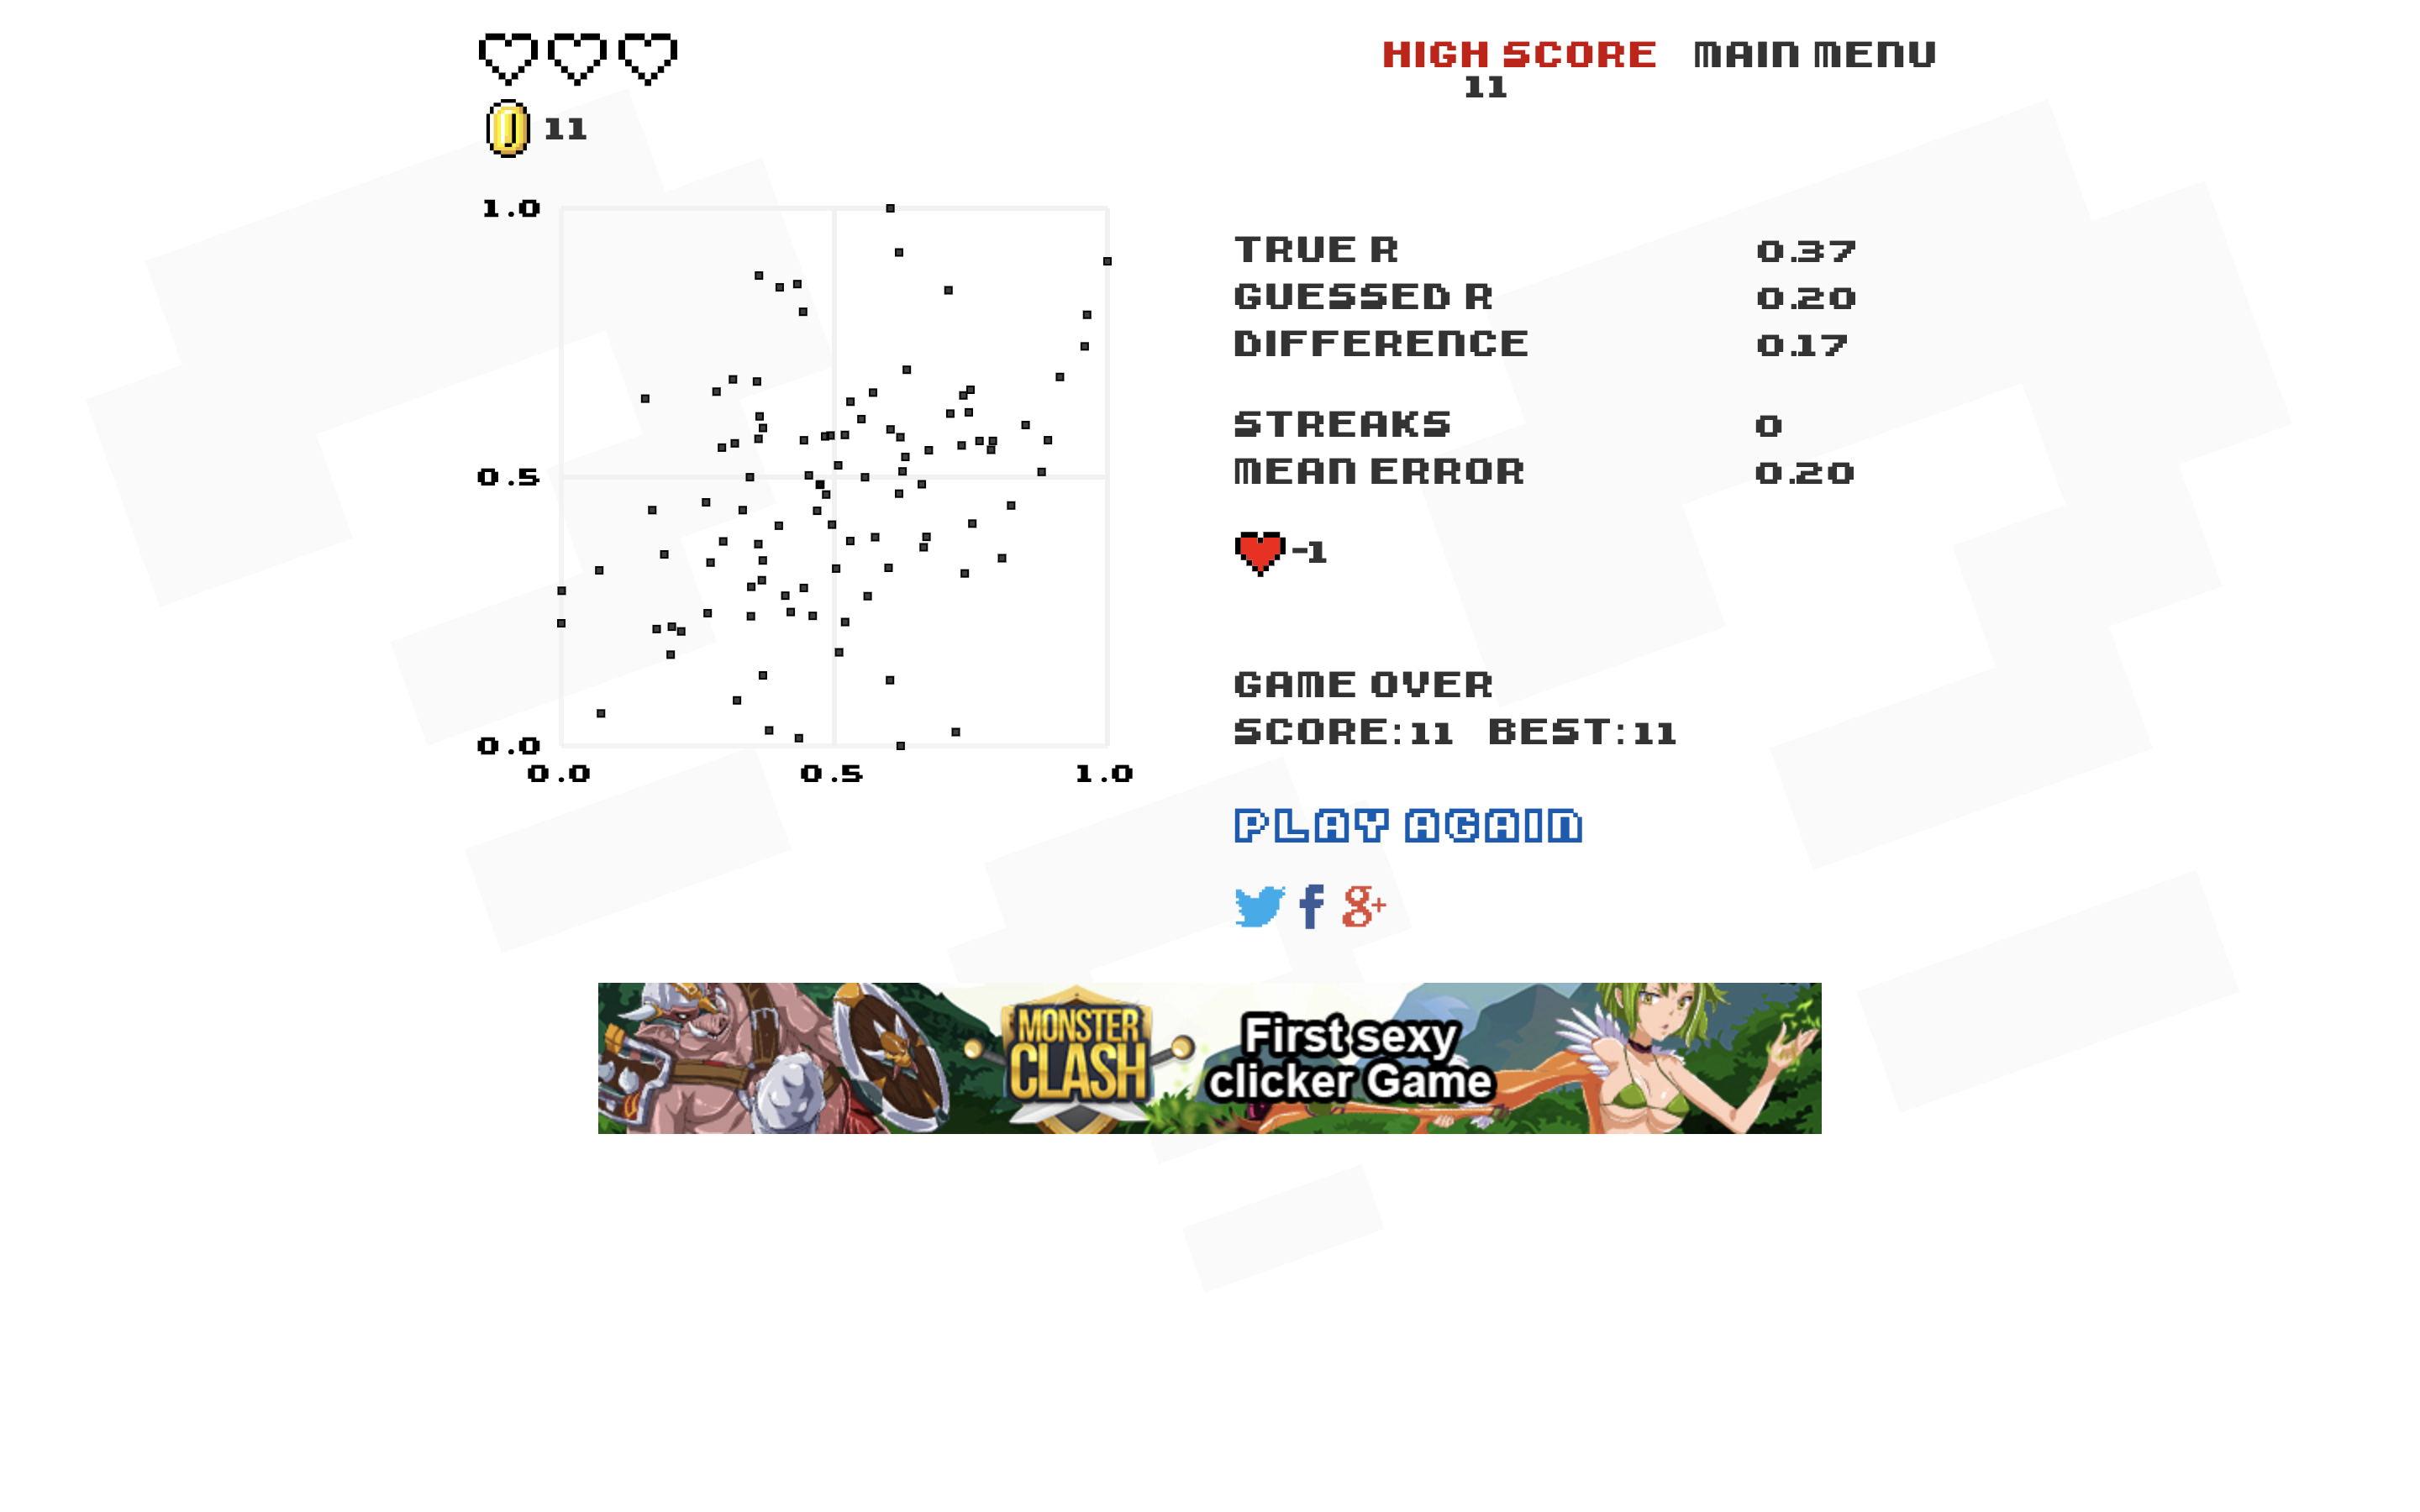 HIGH SCORE MAIN MENU
11
11
1.0
0.5
0.0
0.0 0.5 1.0
TRUE R 0.37
GUESSED R 0.20
DIFFERENCE 0.17
STREAKS 0
MEAN ERROR 0.20
-1
GAME OVER
SCORE:11 BEST:11
PLAY AGAIN
f g+
MONSTER
CLASH
First sexy
clicker Game